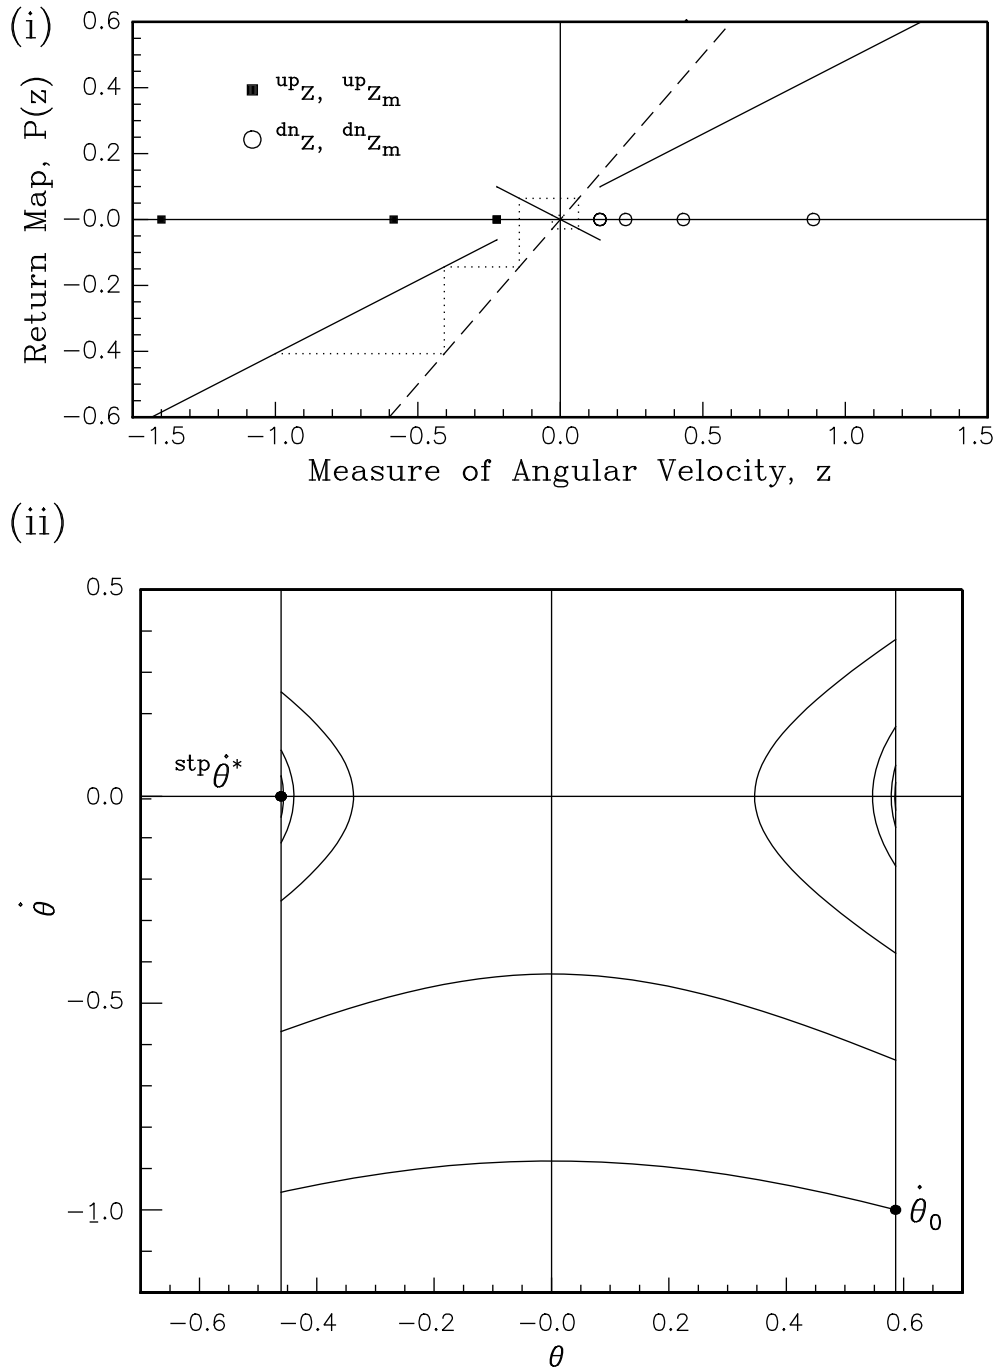 (i)
0.6
0.4
0.2
−0.0
−0.2
−0.4
−0.6
Return Map, P(z)
upz, upzm
dnz, dnzm
−1.5 −1.0 −0.5 0.0 0.5 1.0 1.5
Measure of Angular Velocity, z
(ii)
0.5
0.0
−0.5
−1.0
stpθ̇*
θ̇
θ̇0
−0.6 −0.4 −0.2 −0.0 0.2 0.4 0.6
θ